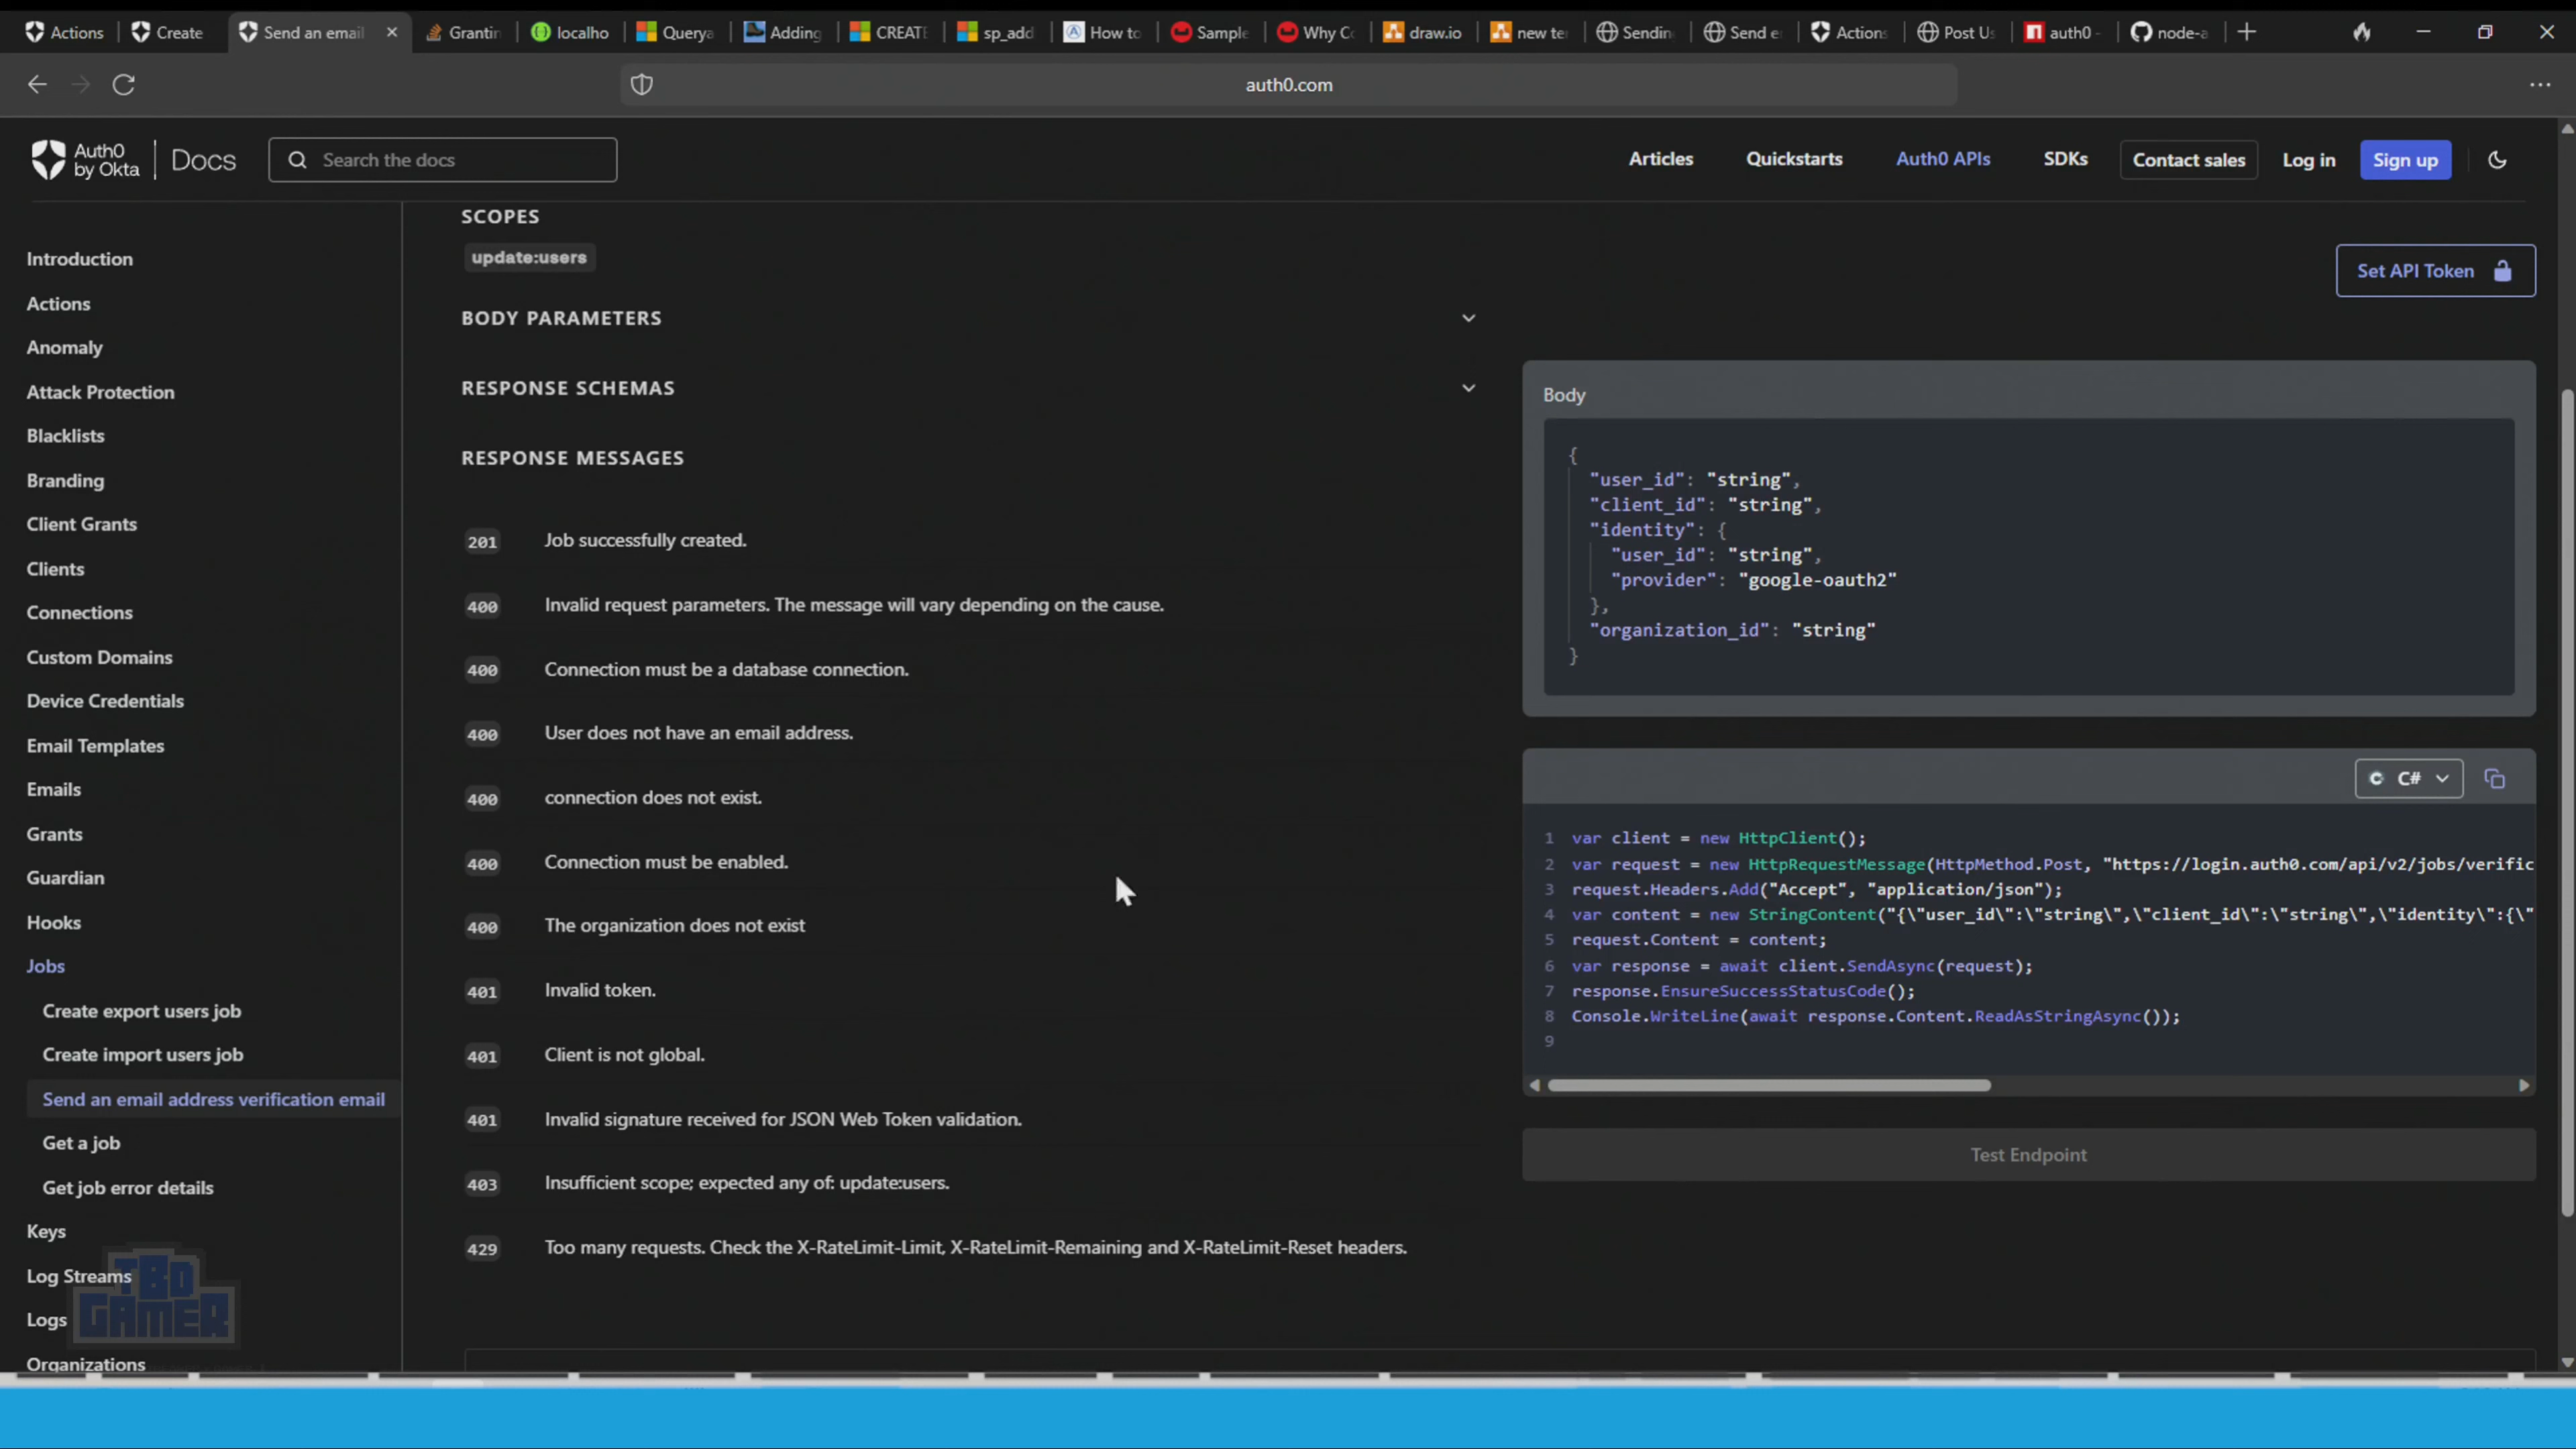 Actions
Create
Send an email
Grantin
localho
Querya
Adding
CREATE
sp_add
How to
Sample
Why Co
draw.io
new te
Sendin
Send e
Actions
Post Us
auth0 -
node-a
auth0.com
Auth0
by Okta
Docs
Search the docs
Articles
Quickstarts
Auth0 APIs
SDKs
Contact sales
Log in
Sign up
Introduction
Actions
Anomaly
Attack Protection
Blacklists
Branding
Client Grants
Clients
Connections
Custom Domains
Device Credentials
Email Templates
Emails
Grants
Guardian
Hooks
Jobs
Create export users job
Create import users job
Send an email address verification email
Get a job
Get job error details
Keys
Log Streams
Logs
Organizations
TBD
GAMER
SCOPES
update:users
BODY PARAMETERS
RESPONSE SCHEMAS
RESPONSE MESSAGES
201 Job successfully created.
400 Invalid request parameters. The message will vary depending on the cause.
400 Connection must be a database connection.
400 User does not have an email address.
400 connection does not exist.
400 Connection must be enabled.
400 The organization does not exist
401 Invalid token.
401 Client is not global.
401 Invalid signature received for JSON Web Token validation.
403 Insufficient scope; expected any of: update:users.
429 Too many requests. Check the X-RateLimit-Limit, X-RateLimit-Remaining and X-RateLimit-Reset headers.
Set API Token
Body
{
"user_id": "string",
"client_id": "string",
"identity": {
"user_id": "string",
"provider": "google-oauth2"
},
"organization_id": "string"
}
C#
1 var client = new HttpClient();
2 var request = new HttpRequestMessage(HttpMethod.Post, "https://login.auth0.com/api/v2/jobs/verific
3 request.Headers.Add("Accept", "application/json");
4 var content = new StringContent("{\"user_id\":\"string\",\"client_id\":\"string\",\"identity\":{\"
5 request.Content = content;
6 var response = await client.SendAsync(request);
7 response.EnsureSuccessStatusCode();
8 Console.WriteLine(await response.Content.ReadAsStringAsync());
9
Test Endpoint